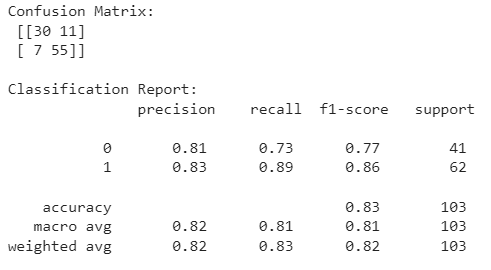 Confusion Matrix:
[[30 11]
[ 7 55]]
Classification Report:
precision recall f1-score support
0 0.81 0.73 0.77 41
1 0.83 0.89 0.86 62
accuracy 0.83 103
macro avg 0.82 0.81 0.81 103
weighted avg 0.82 0.83 0.82 103